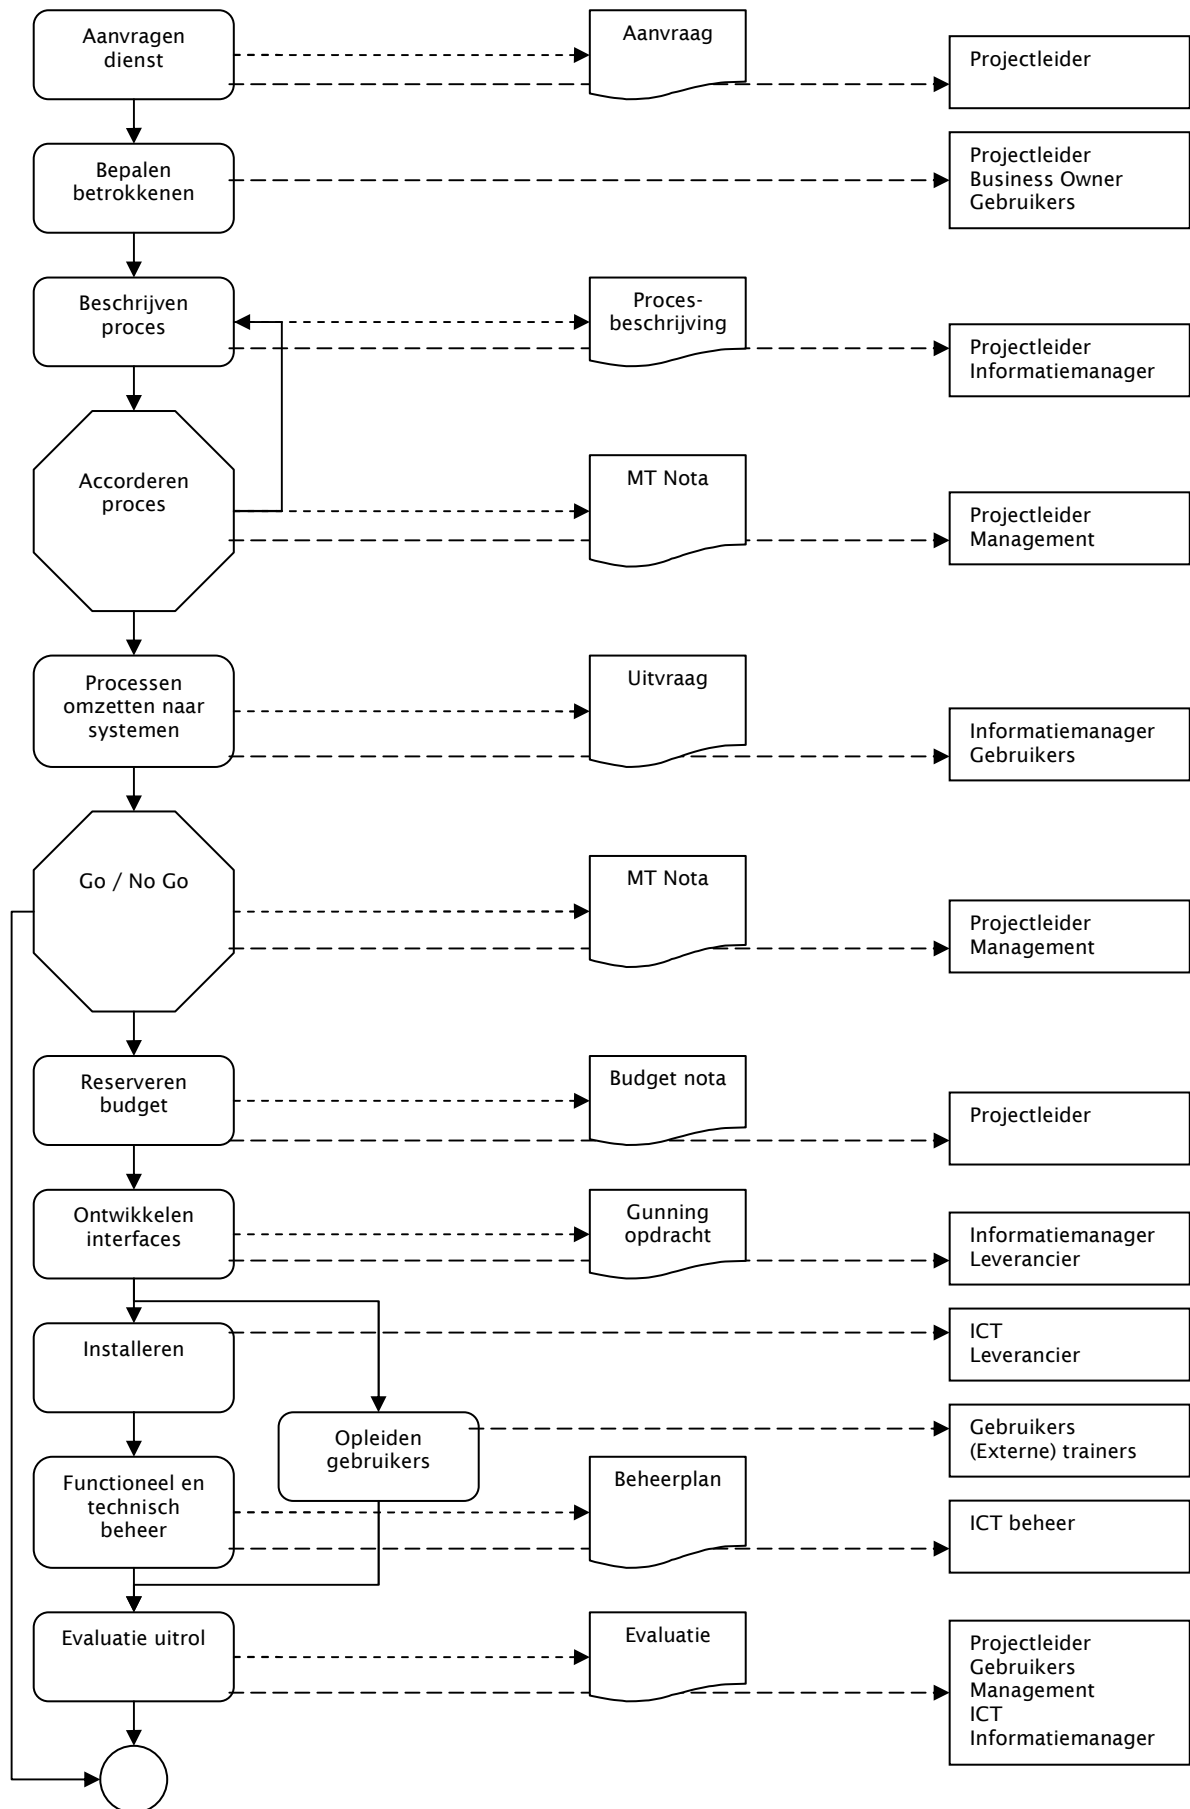 Aanvragen
dienst
Aanvraag
Projectleider
Bepalen
betrokkenen
Projectleider
Business Owner
Gebruikers
Beschrijven
proces
Proces-
beschrijving
Projectleider
Informatiemanager
Accorderen
proces
MT Nota
Projectleider
Management
Processen
omzetten naar
systemen
Uitvraag
Informatiemanager
Gebruikers
Go / No Go
MT Nota
Projectleider
Management
Reserveren
budget
Budget nota
Projectleider
Ontwikkelen
interfaces
Gunning
opdracht
Informatiemanager
Leverancier
Installeren
ICT
Leverancier
Opleiden
gebruikers
Gebruikers
(Externe) trainers
Functioneel en
technisch
beheer
Beheerplan
ICT beheer
Evaluatie uitrol
Evaluatie
Projectleider
Gebruikers
Management
ICT
Informatiemanager